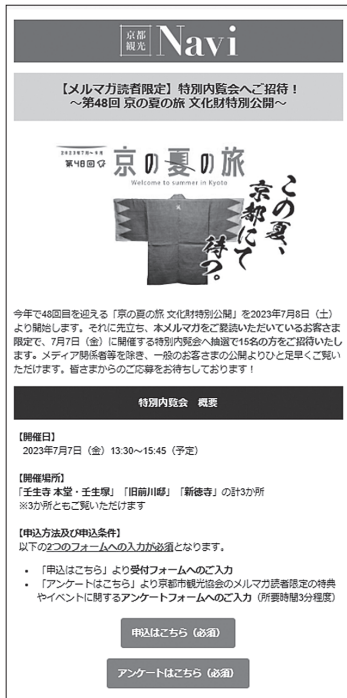 京都
観光
Navi
【メルマガ読者限定】特別内覧会へご招待！
～第48回 京の夏の旅 文化財特別公開～
2023年7月～9月
第48回
京の夏の旅
Welcome to summer in Kyoto
この夏、
京都にて
待つ。
今年で48回目を迎える「京の夏の旅 文化財特別公開」を2023年7月8日（土）
より開始します。それに先立ち、本メルマガをご愛読いただいているお客さま
限定で、7月7日（金）に開催する特別内覧会へ抽選で15名の方をご招待いたし
ます。メディア関係者等を除き、一般のお客さまの公開よりひと足早くご覧い
ただけます。皆さまからのご応募をお待ちしております！
特別内覧会　概要
【開催日】
2023年7月7日（金）13:30～15:45（予定）
【開催場所】
「壬生寺 本堂・壬生塚」「旧前川邸」「新徳寺」の計3か所
※3か所ともご覧いただけます
【申込方法及び申込条件】
以下の2つのフォームへの入力が必須となります。
• 「申込はこちら」より受付フォームへのご入力
• 「アンケートはこちら」より京都市観光協会のメルマガ読者限定の特典
やイベントに関するアンケートフォームへのご入力（所要時間3分程度）
申込はこちら（必須）
アンケートはこちら（必須）